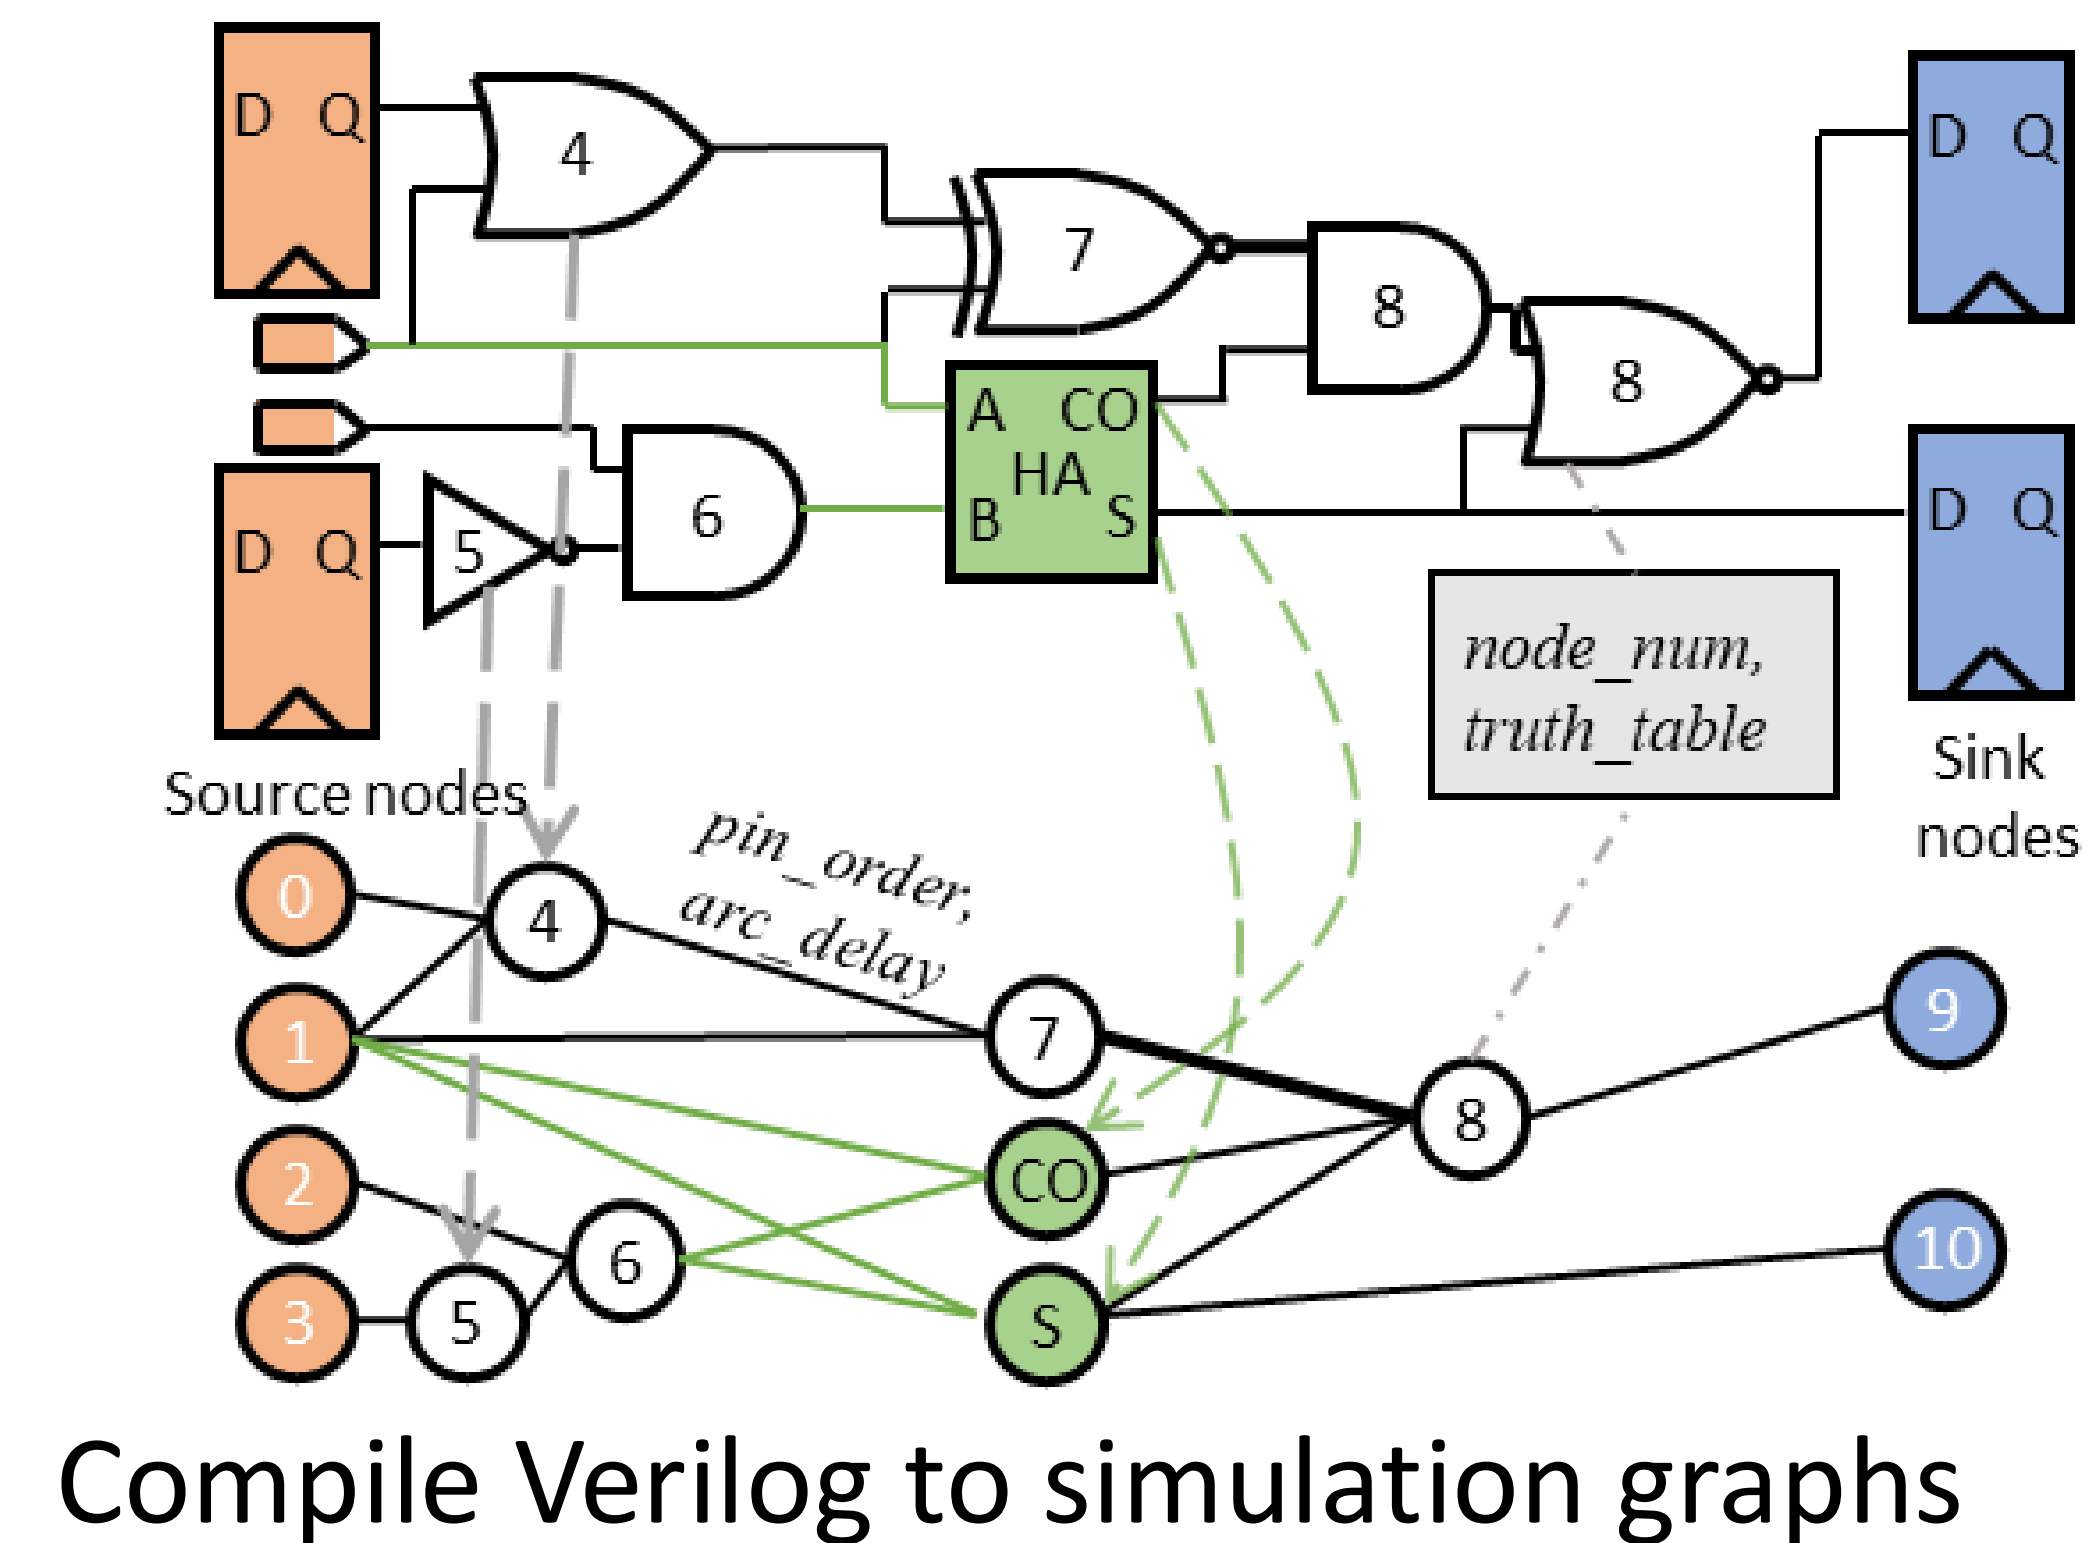 D Q
4
D Q
7
8
8
A CO
HA
B S
D Q
5
6
D Q
node_num,
truth_table
Sink
nodes
Source nodes
pin_order,
arc_delay
0
4
1
7
9
8
2
CO
6
10
3
5
S
Compile Verilog to simulation graphs